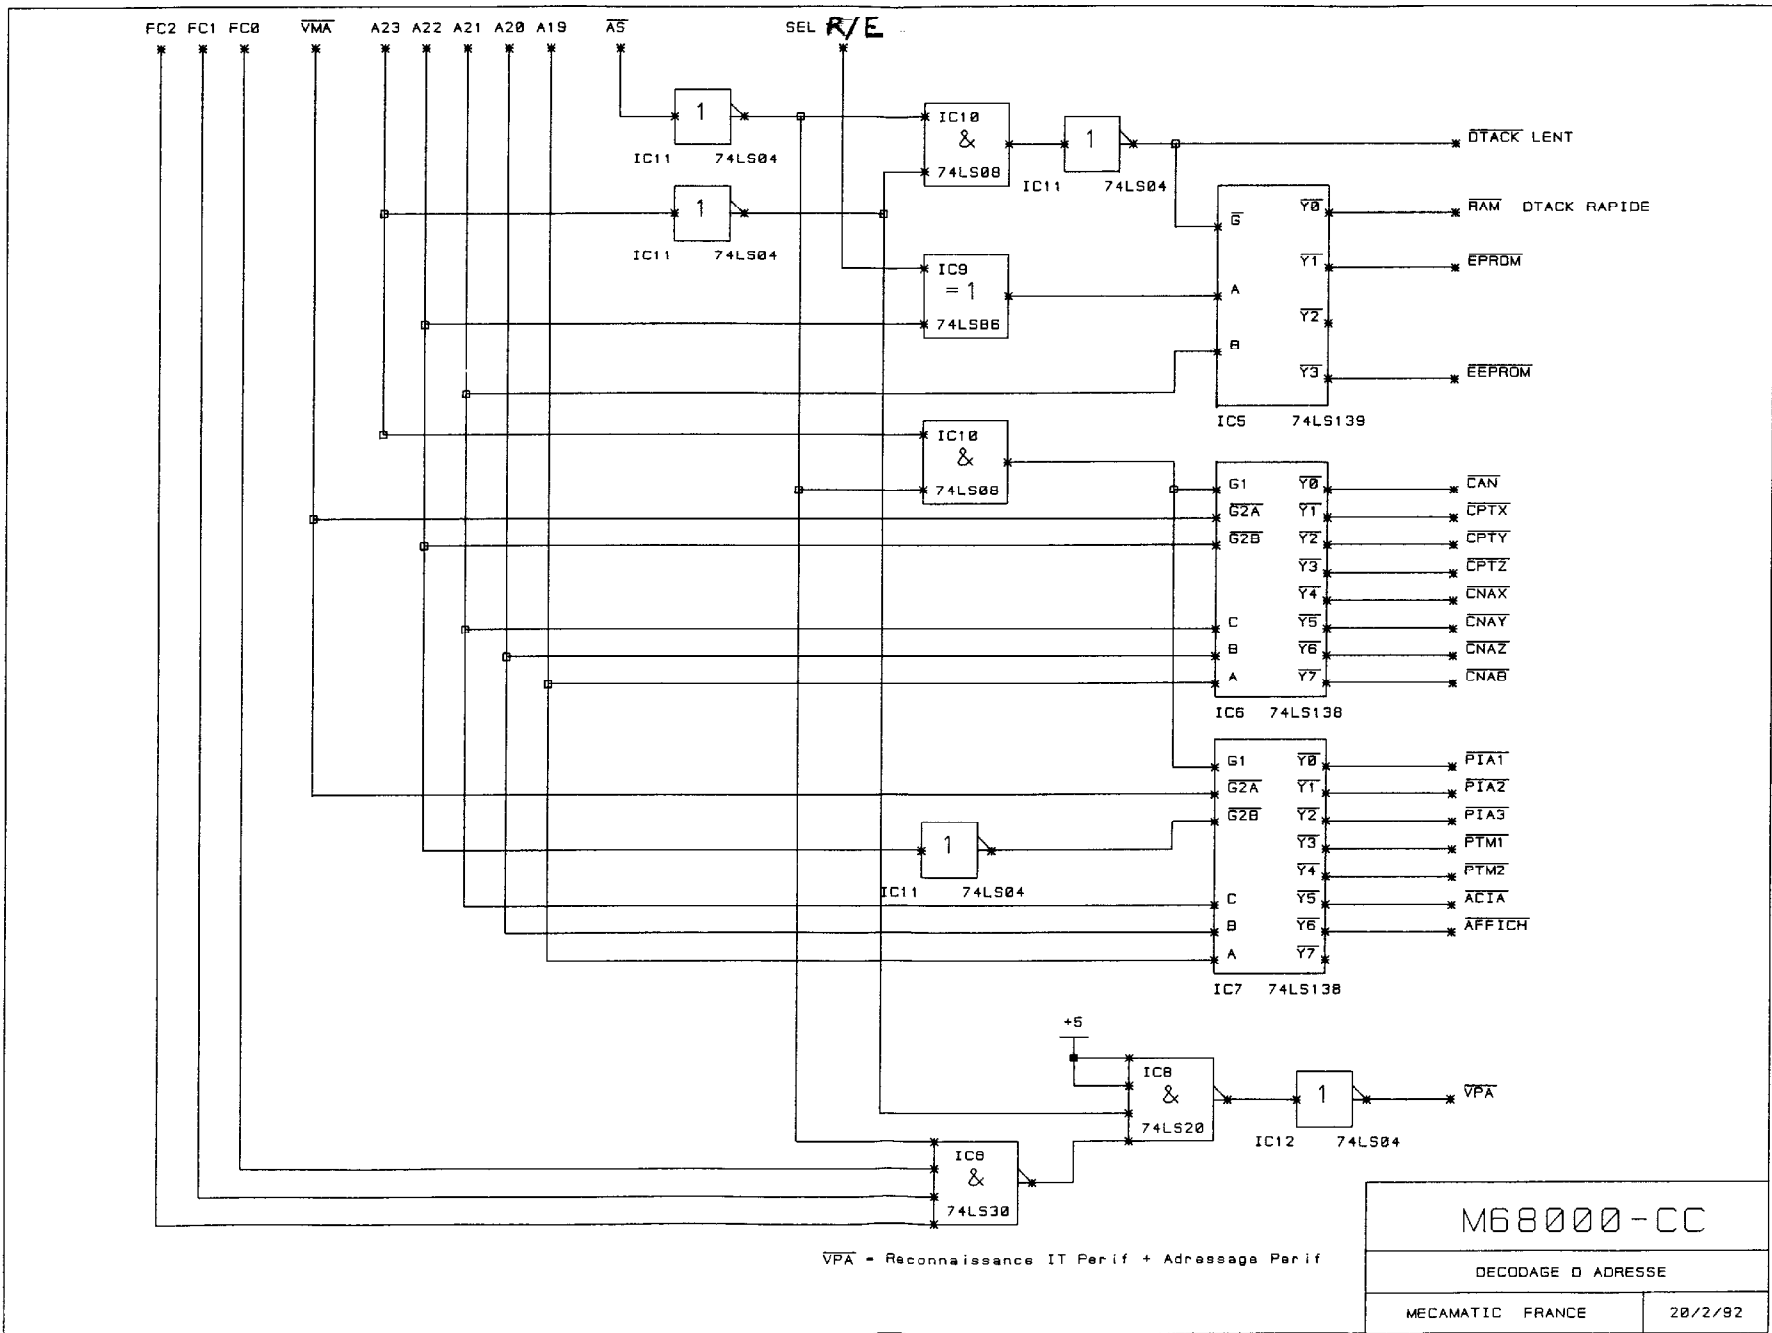 FC2 FC1 FC0 VMA A23 A22 A21 A20 A19 AS SEL R/E
1
IC11 74LS04
IC10
&
74LS08
1
IC11 74LS04
DTACK LENT
1
IC11 74LS04
IC9
= 1
74LS86
G
A
B
Y0
Y1
Y2
Y3
IC5 74LS139
RAM DTACK RAPIDE
EPROM
EEPROM
IC10
&
74LS08
G1 Y0 CAN
G2A Y1 CPTX
G2B Y2 CPTY
Y3 CPTZ
Y4 CNAX
C Y5 CNAY
B Y6 CNAZ
A Y7 CNAB
IC6 74LS138
G1 Y0 PIA1
G2A Y1 PIA2
G2B Y2 PIA3
Y3 PTM1
Y4 PTM2
C Y5 ACIA
B Y6 AFFICH
A Y7
IC7 74LS138
1
IC11 74LS04
+5
IC8
&
74LS20
1
IC12 74LS04
VPA
IC8
&
74LS30
VPA = Reconnaissance IT Perif + Adressage Perif
M68000-CC
DECODAGE D ADRESSE
MECAMATIC FRANCE 20/2/92